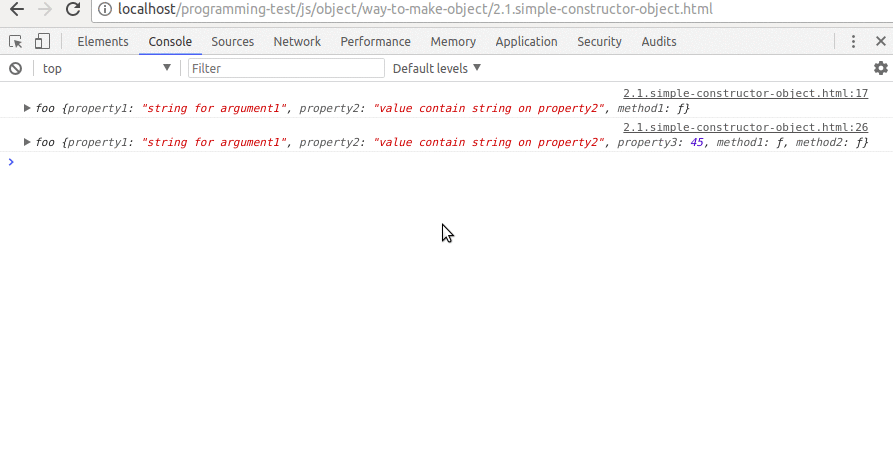 localhost/programming-test/js/object/way-to-make-object/2.1.simple-constructor-object.html
Elements Console Sources Network Performance Memory Application Security Audits
top Filter Default levels
2.1.simple-constructor-object.html:17
foo {property1: "string for argument1", property2: "value contain string on property2", method1: ƒ}
2.1.simple-constructor-object.html:26
foo {property1: "string for argument1", property2: "value contain string on property2", property3: 45, method1: ƒ, method2: ƒ}